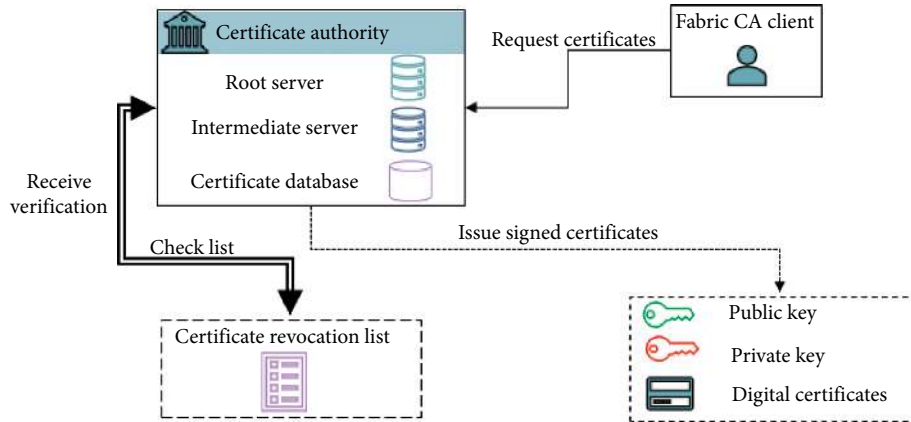 Certificate authority
Root server
Intermediate server
Certificate database
Request certificates
Fabric CA client
Receive
verification
Check list
Issue signed certificates
Certificate revocation list
Public key
Private key
Digital certificates